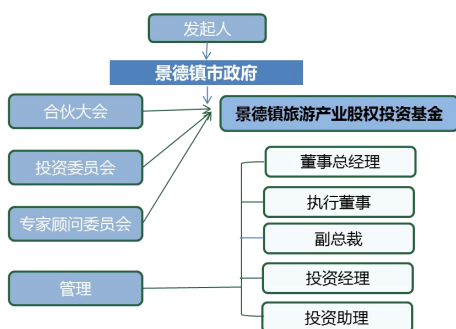 发起人
景德镇市政府
合伙大会
景德镇旅游产业股权投资基金
投资委员会
专家顾问委员会
管理
董事总经理
执行董事
副总裁
投资经理
投资助理